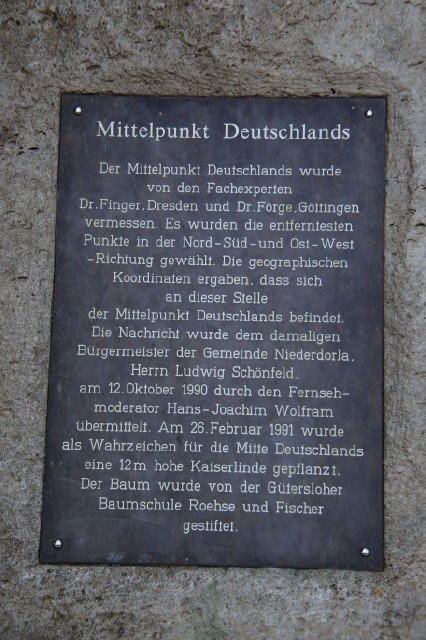 Mittelpunkt Deutschlands
Der Mittelpunkt Deutschlands wurde
von den Fachexperten
Dr.Finger,Dresden und Dr.Förge,Göttingen
vermessen. Es wurden die entferntesten
Punkte in der Nord-Süd-und Ost-West
-Richtung gewählt. Die geographischen
Koordinaten ergaben, dass sich
an dieser Stelle
der Mittelpunkt Deutschlands befindet.
Die Nachricht wurde dem damaligen
Bürgermeister der Gemeinde Niederdorla,
Herrn Ludwig Schönfeld,
am 12.Oktober 1990 durch den Fernseh-
moderator Hans-Joachim Wolfram
übermittelt. Am 26.Februar 1991 wurde
als Wahrzeichen für die Mitte Deutschlands
eine 12m hohe Kaiserlinde gepflanzt.
Der Baum wurde von der Gütersloher
Baumschule Roehse und Fischer
gestiftet.